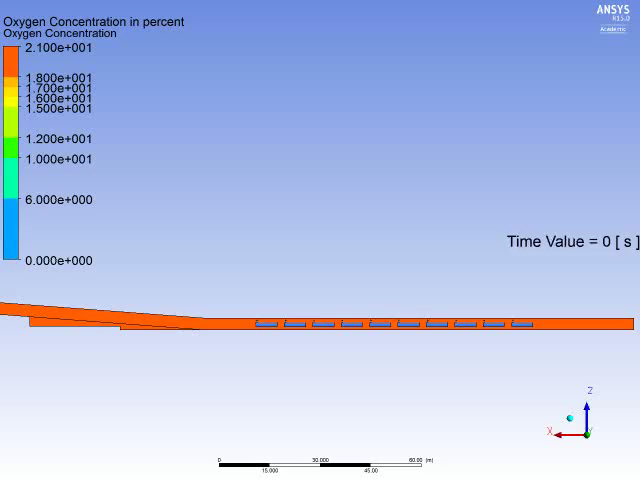 Oxygen Concentration in percent
Oxygen Concentration
2.100e+001
1.800e+001
1.700e+001
1.600e+001
1.500e+001
1.200e+001
1.000e+001
6.000e+000
0.000e+000
ANSYS
R15.0
Academic
Time Value = 0 [ s ]
Z
X
Y
0 30.000 60.00 (m)
15.000 45.00